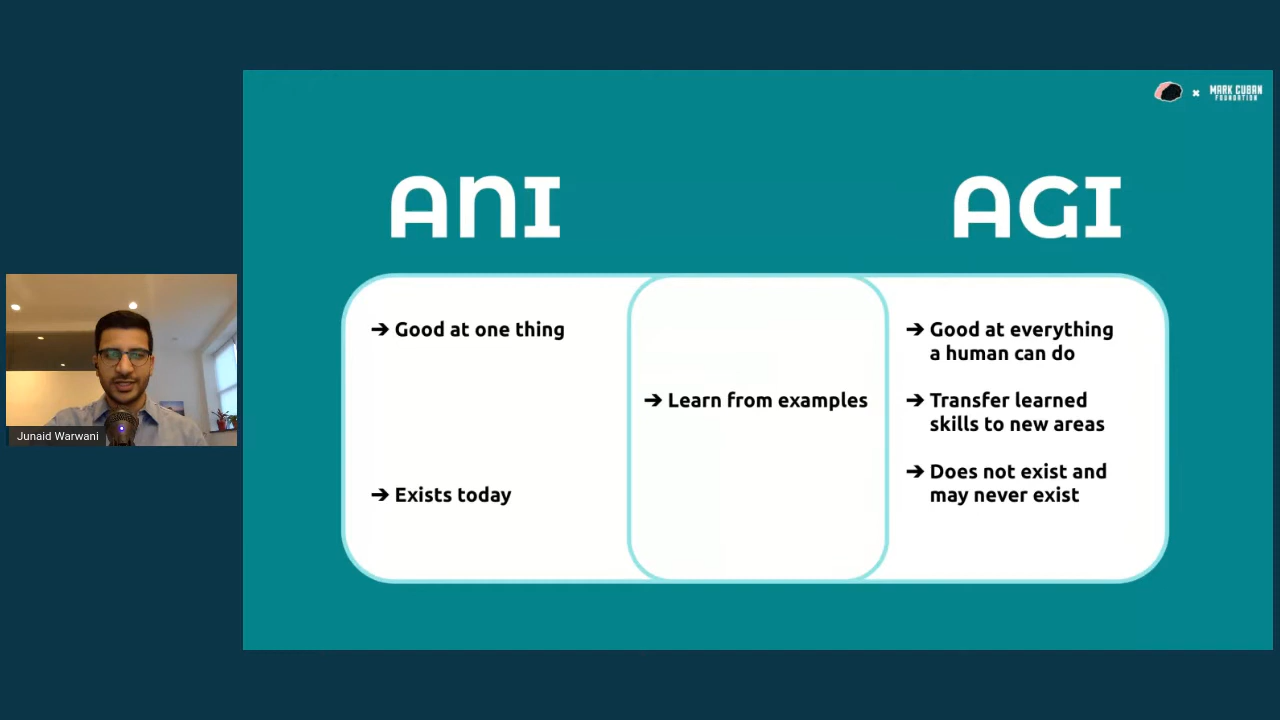 MARK CUBAN
FOUNDATION
ANI
AGI
➔ Good at one thing
➔ Exists today
➔ Learn from examples
➔ Good at everything
a human can do
➔ Transfer learned
skills to new areas
➔ Does not exist and
may never exist
Junaid Warwani